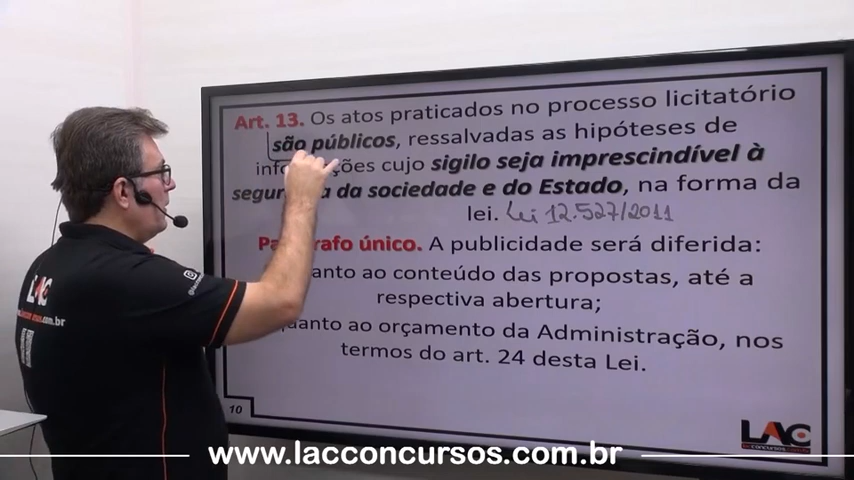 Art. 13. Os atos praticados no processo licitatório
são públicos, ressalvadas as hipóteses de
cujo sigilo seja imprescindível à
da sociedade e do Estado, na forma da
lei. Lei 12.527/2011
único. A publicidade será diferida:
ao conteúdo das propostas, até a
respectiva abertura;
ao orçamento da Administração, nos
termos do art. 24 desta Lei.
10
LAC
LAC
www.lacconcursos.com.br